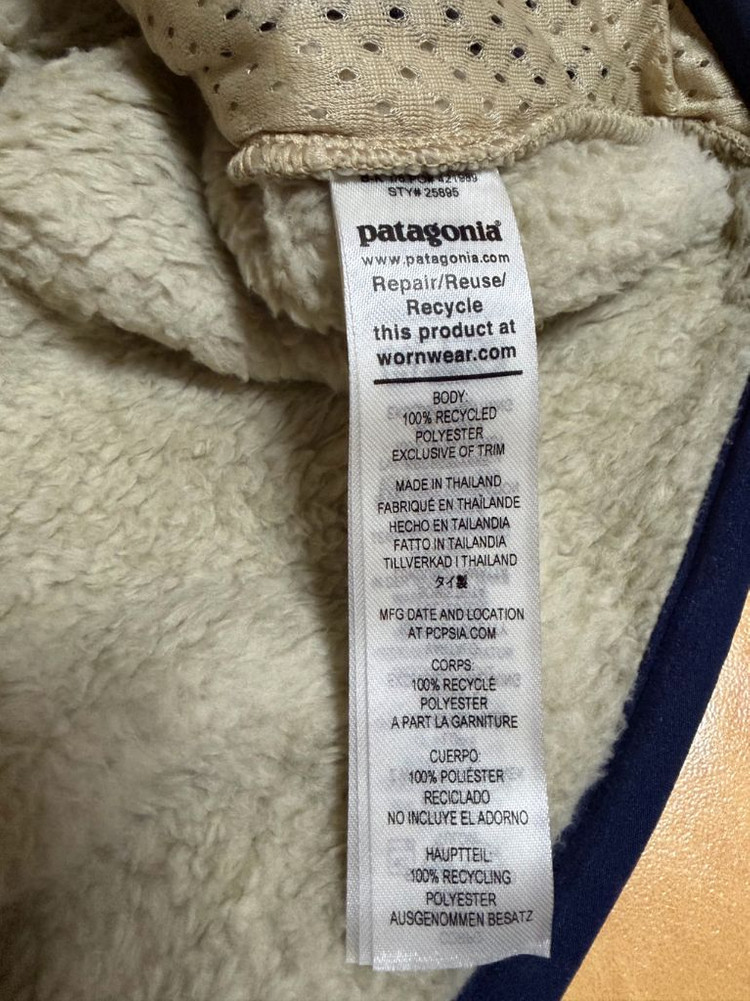 STY# 25895
patagonia®
www.patagonia.com
Repair/Reuse/
Recycle
this product at
wornwear.com
BODY:
100% RECYCLED
POLYESTER
EXCLUSIVE OF TRIM
MADE IN THAILAND
FABRIQUÉ EN THAÏLANDE
HECHO EN TAILANDIA
FATTO IN TAILANDIA
TILLVERKAD I THAILAND
タイ製
MFG DATE AND LOCATION
AT PCPSIA.COM
CORPS:
100% RECYCLÉ
POLYESTER
A PART LA GARNITURE
CUERPO:
100% POLIÉSTER
RECICLADO
NO INCLUYE EL ADORNO
HAUPTTEIL:
100% RECYCLING
POLYESTER
AUSGENOMMEN BESATZ